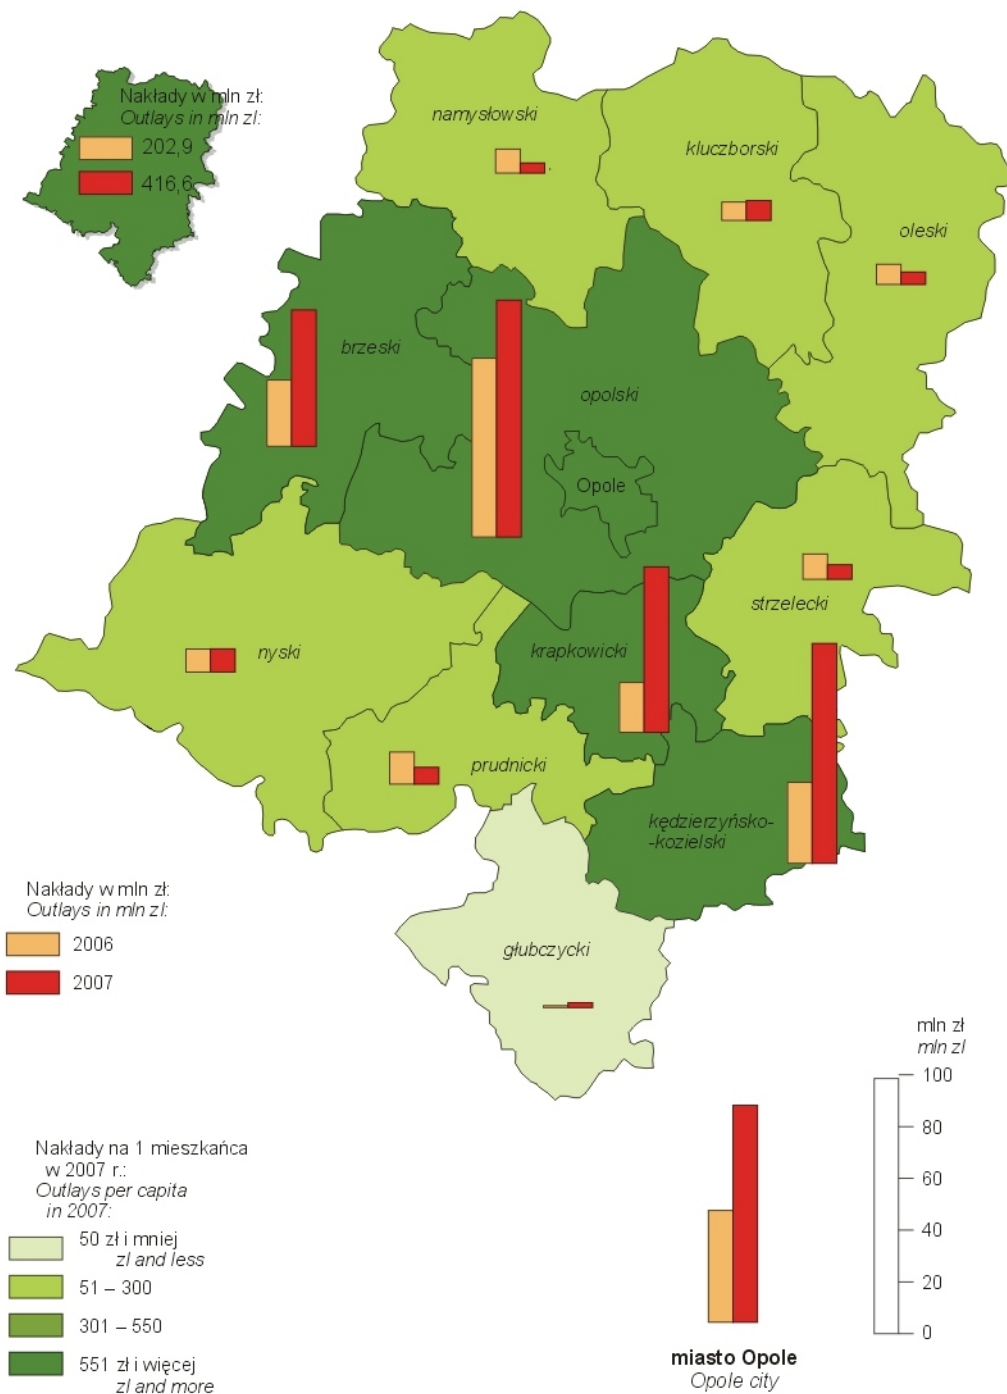 Nakłady w mln zł:
Outlays in mln zl:
202,9
416,6
namysłowski
kluczborski
oleski
brzeski
opolski
Opole
strzelecki
krapkowicki
nyski
prudnicki
kędzierzyńsko-
-kozielski
głubczycki
Nakłady w mln zł:
Outlays in mln zl:
2006
2007
mln zł
mln zl
100
80
60
40
20
0
Nakłady na 1 mieszkańca
w 2007 r.:
Outlays per capita
in 2007:
50 zł i mniej
zl and less
51 – 300
301 – 550
551 zł i więcej
zl and more
miasto Opole
Opole city